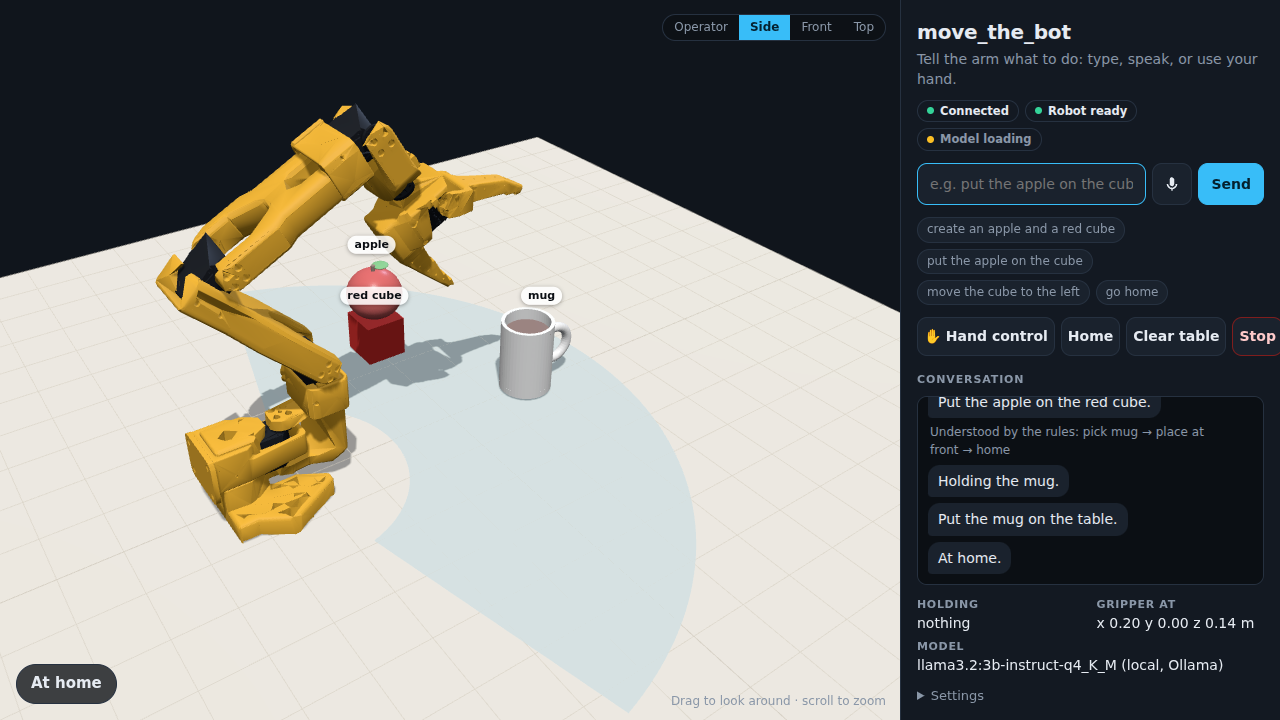 Operator Side Front Top
apple
red cube
mug
At home
Drag to look around · scroll to zoom
move_the_bot
Tell the arm what to do: type, speak, or use your
hand.
Connected Robot ready
Model loading
e.g. put the apple on the cub
Send
create an apple and a red cube
put the apple on the cube
move the cube to the left go home
Hand control Home Clear table Stop
CONVERSATION
Put the apple on the red cube.
Understood by the rules: pick mug → place at
front → home
Holding the mug.
Put the mug on the table.
At home.
HOLDING GRIPPER AT
nothing x 0.20 y 0.00 z 0.14 m
MODEL
llama3.2:3b-instruct-q4_K_M (local, Ollama)
Settings